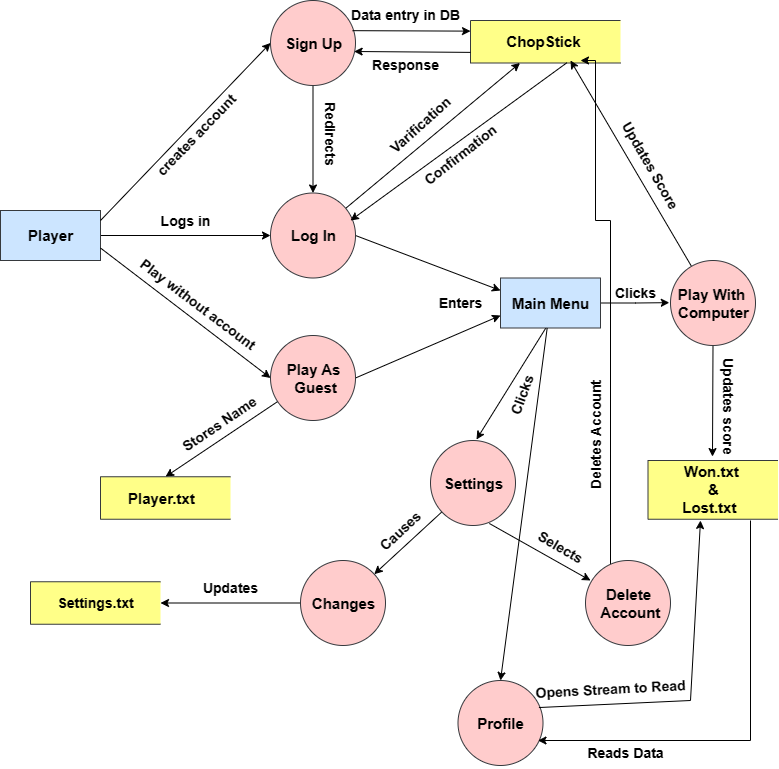 Data entry in DB
Sign Up
ChopStick
Response
creates account
Redirects
Varification
Confirmation
Updates Score
Player
Logs in
Log In
Play without account
Enters
Main Menu
Clicks
Play With
Computer
Play As
Guest
Clicks
Updates score
Stores Name
Deletes Account
Player.txt
Settings
Won.txt
&
Lost.txt
Causes
Selects
Settings.txt
Updates
Changes
Delete
Account
Opens Stream to Read
Profile
Reads Data